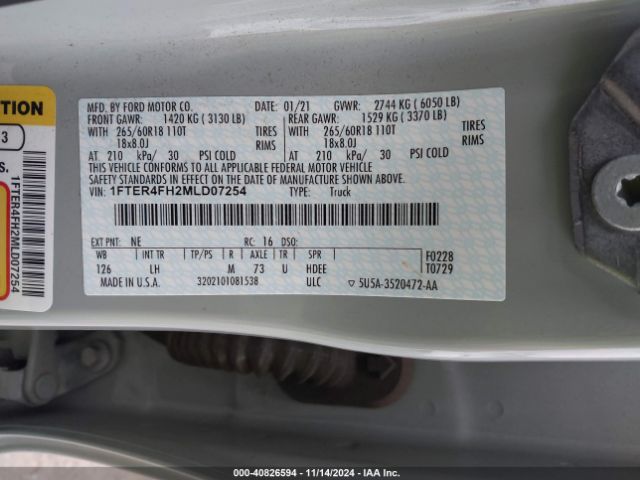 MFD. BY FORD MOTOR CO.
DATE: 01/21 GVWR: 2744 KG ( 6050 LB)
FRONT GAWR: 1420 KG ( 3130 LB) REAR GAWR: 1529 KG ( 3370 LB)
WITH 265/60R18 110T TIRES WITH 265/60R18 110T TIRES
18x8.0J RIMS 18x8.0J RIMS
AT 210 kPa/ 30 PSI COLD AT 210 kPa/ 30 PSI COLD
THIS VEHICLE CONFORMS TO ALL APPLICABLE FEDERAL MOTOR VEHICLE
SAFETY STANDARDS IN EFFECT ON THE DATE OF MANUFACTURE SHOWN ABOVE.
VIN: 1FTER4FH2MLD07254 TYPE: Truck
EXT PNT: NE RC: 16 DSO:
WB INT TR TP/PS R AXLE TR SPR F0228
126 LH M 73 U HDEE T0729
MADE IN U.S.A. 3202101081538 ULC 5U5A-3520472-AA
TION
3
S.
1FTER4FH2MLD07254
000-40826594 - 11/14/2024 - IAA Inc.